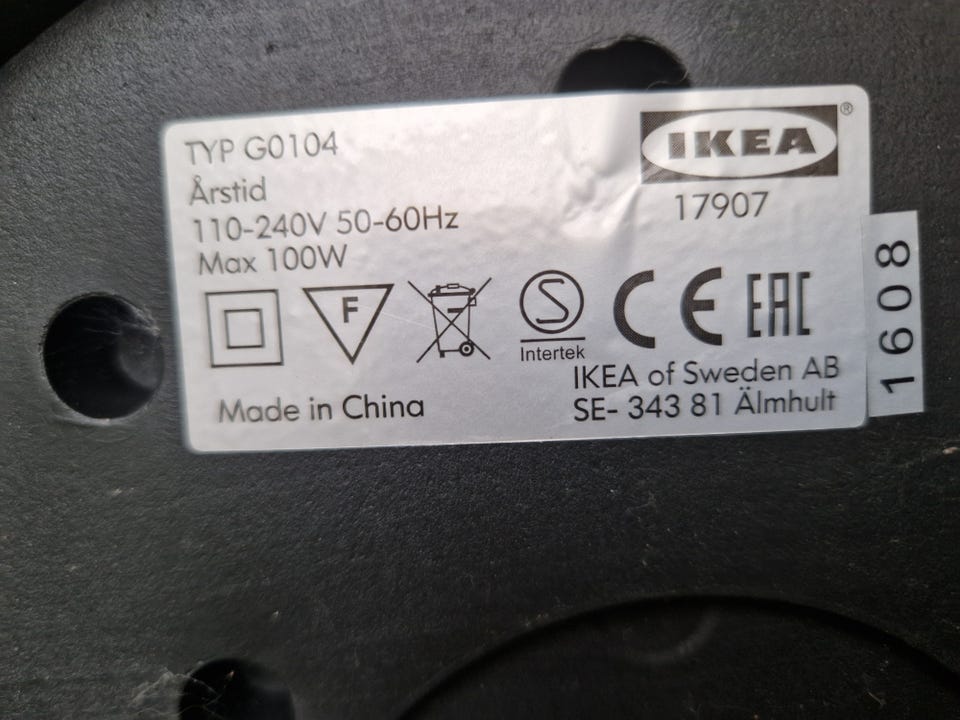 TYP G0104
Årstid
110-240V 50-60Hz
Max 100W
IKEA®
17907
F
S
Intertek
CE
EAC
IKEA of Sweden AB
SE- 343 81 Älmhult
Made in China
1608